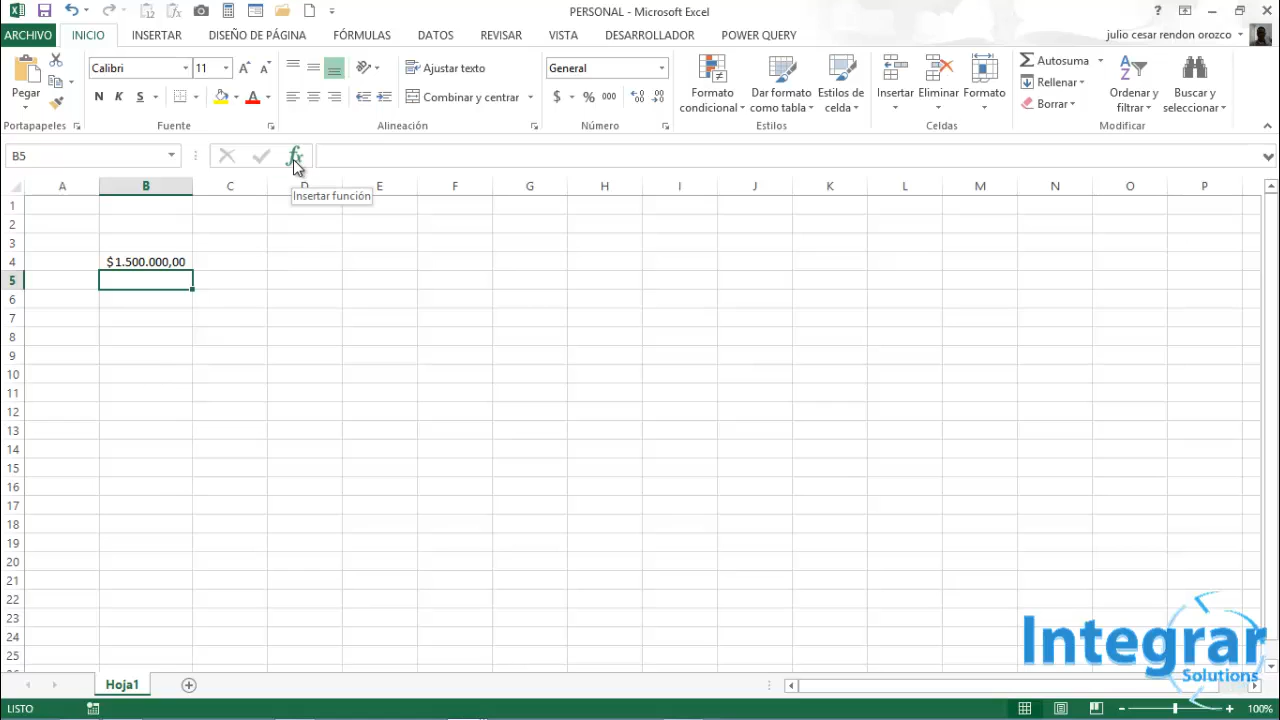 PERSONAL - Microsoft Excel
ARCHIVO INICIO INSERTAR DISEÑO DE PÁGINA FÓRMULAS DATOS REVISAR VISTA DESARROLLADOR POWER QUERY julio cesar rendon orozco
Pegar
Calibri 11
N K S
Portapapeles
Fuente
Ajustar texto
Combinar y centrar
Alineación
General
$ % 000
Número
Formato condicional
Dar formato como tabla
Estilos de celda
Estilos
Insertar Eliminar Formato
Celdas
Autosuma
Rellenar
Borrar
Ordenar y filtrar
Buscar y seleccionar
Modificar
B5
fx
Insertar función
A B C D E F G H I J K L M N O P
1
2
3
4 $ 1.500.000,00
5
6
7
8
9
10
11
12
13
14
15
16
17
18
19
20
21
22
23
24
25
Integrar
Solutions
Hoja1
LISTO 100%